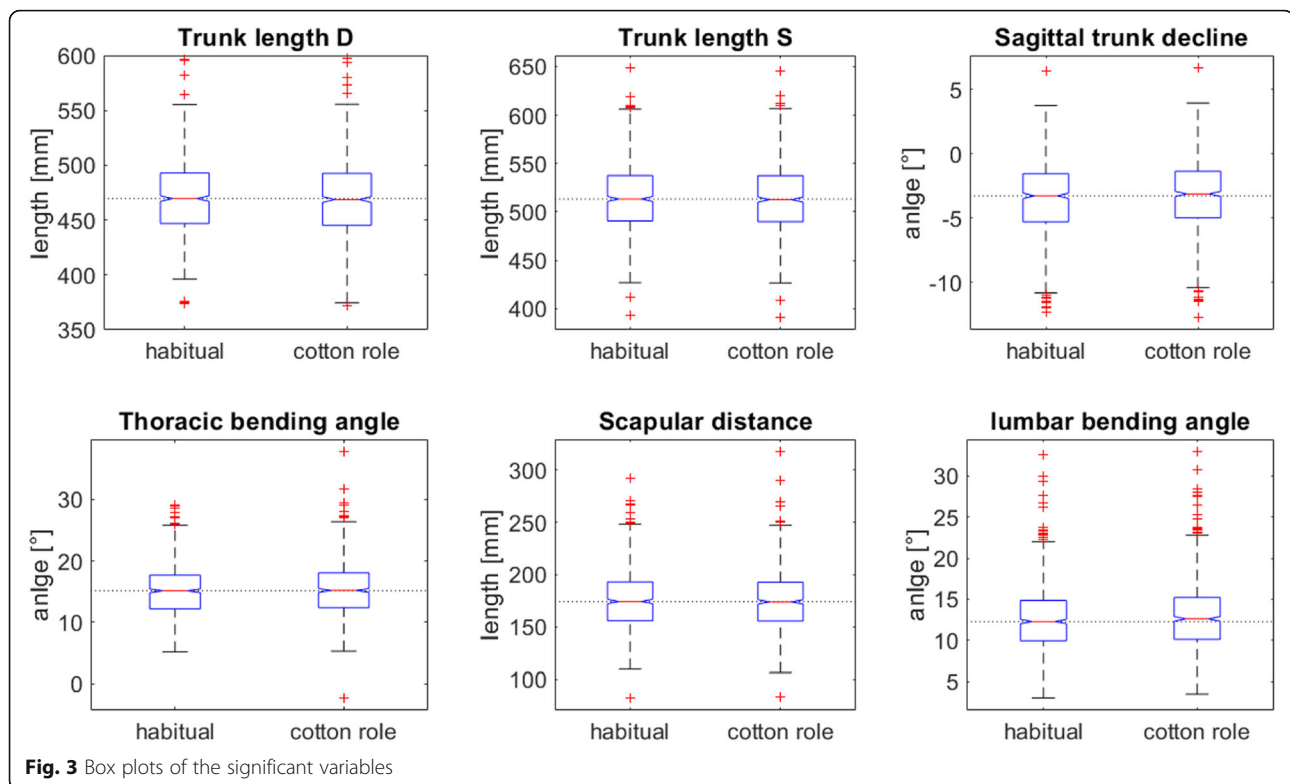 Trunk length D
600
550
500
450
400
350
length [mm]
habitual cotton role
Trunk length S
650
600
550
500
450
400
length [mm]
habitual cotton role
Sagittal trunk decline
5
0
-5
-10
anlge [°]
habitual cotton role
Thoracic bending angle
30
20
10
0
anlge [°]
habitual cotton role
Scapular distance
300
250
200
150
100
length [mm]
habitual cotton role
lumbar bending angle
30
25
20
15
10
5
anlge [°]
habitual cotton role
Fig. 3 Box plots of the significant variables